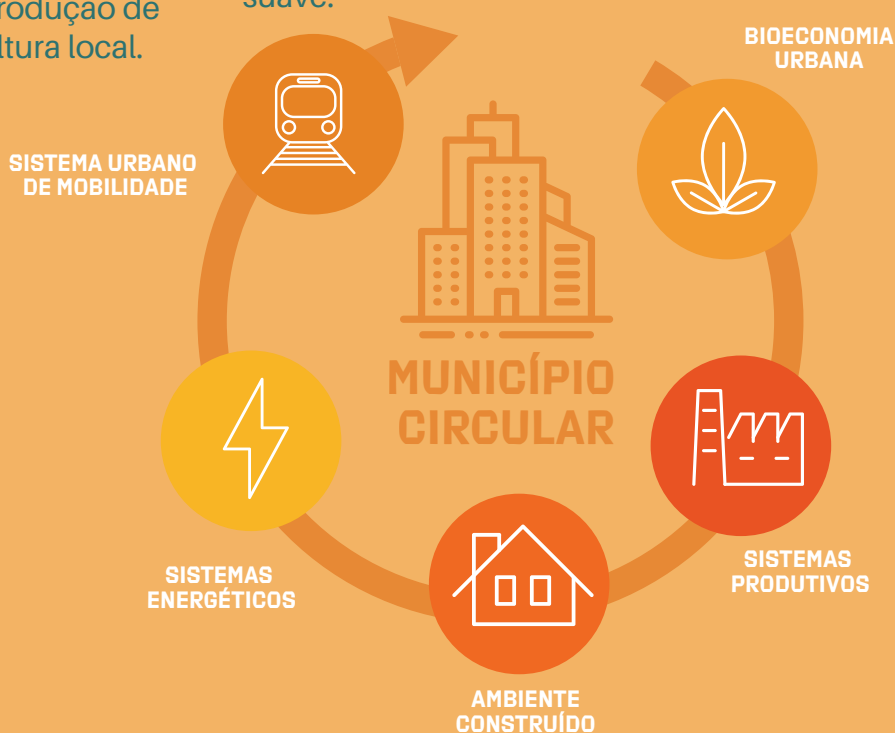 rodução de
ltura local.
suave.
BIOECONOMIA
URBANA
SISTEMA URBANO
DE MOBILIDADE
MUNICÍPIO
CIRCULAR
SISTEMAS
PRODUTIVOS
SISTEMAS
ENERGÉTICOS
AMBIENTE
CONSTRUÍDO